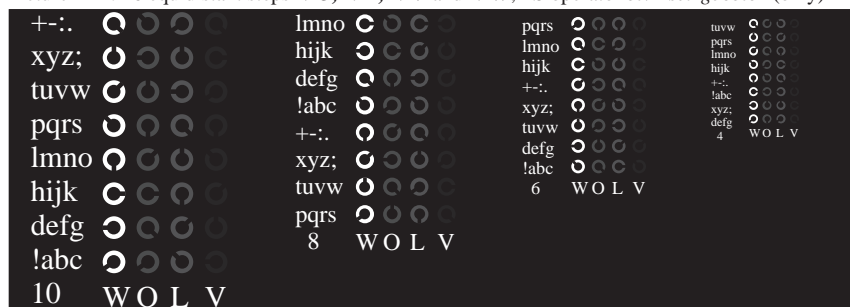 +-:.
xyz;
tuvw
pqrs
lmno
hijk
defg
!abc
10 W O L V
lmno
hijk
defg
!abc
+-:.
xyz;
tuvw
pqrs
8 W O L V
pqrs
lmno
hijk
+-:.
xyz;
tuvw
defg
!abc
6 W O L V
tuvw
pqrs
lmno
hijk
+-:.
!abc
xyz;
defg
4 W O L V